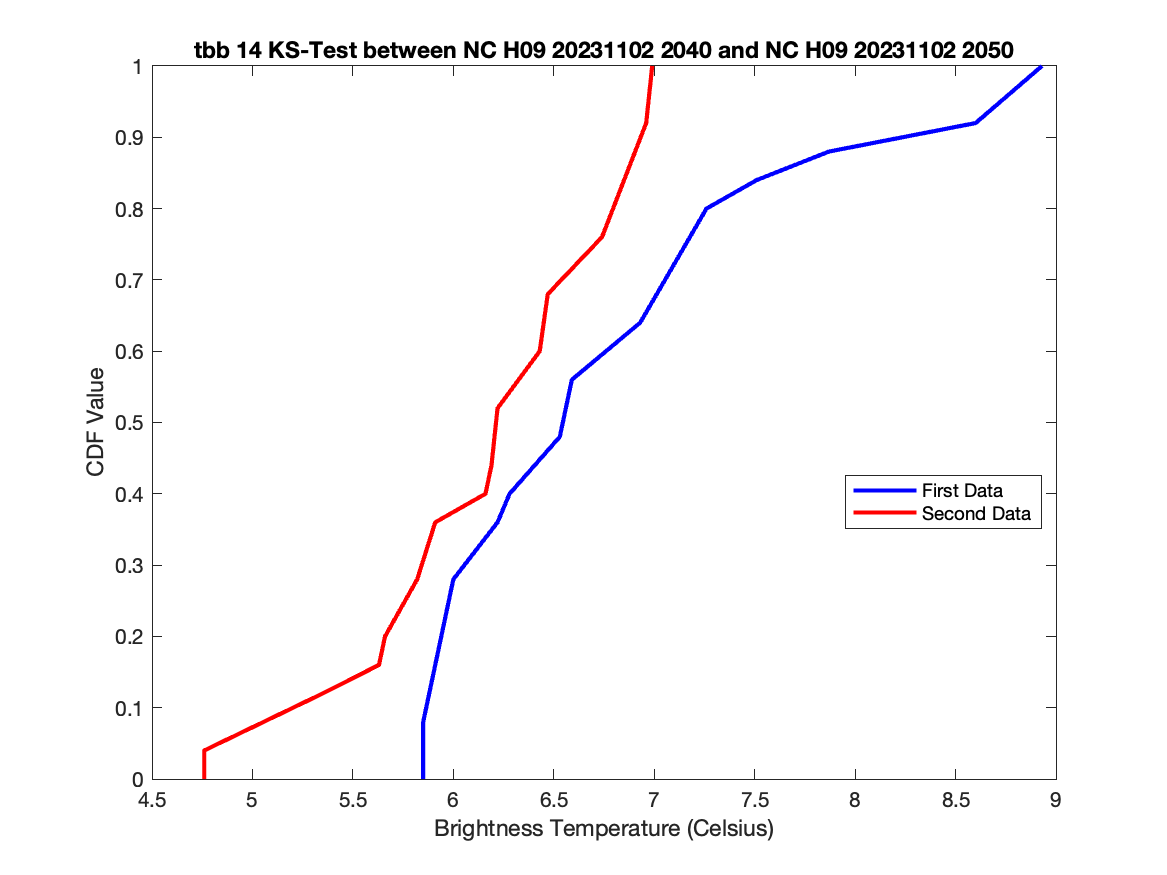 tbb 14 KS-Test between NC H09 20231102 2040 and NC H09 20231102 2050
1
0.9
0.8
0.7
0.6
0.5
0.4
0.3
0.2
0.1
0
CDF Value
First Data
Second Data
4.5 5 5.5 6 6.5 7 7.5 8 8.5 9
Brightness Temperature (Celsius)